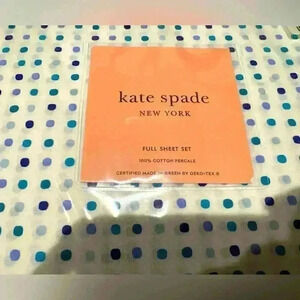 kate spade
NEW YORK
FULL SHEET SET
100% COTTON PERCALE
CERTIFIED MADE IN GREEN BY OEKO-TEX ®